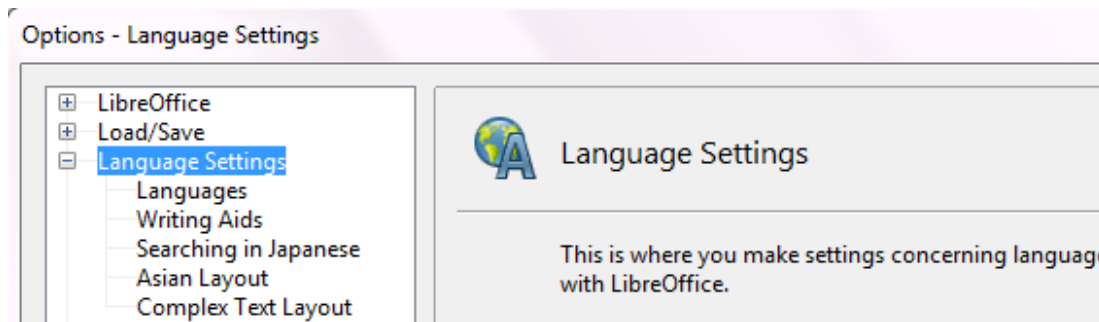 Options - Language Settings
LibreOffice
Load/Save
Language Settings
Languages
Writing Aids
Searching in Japanese
Asian Layout
Complex Text Layout
Language Settings
This is where you make settings concerning languag
with LibreOffice.